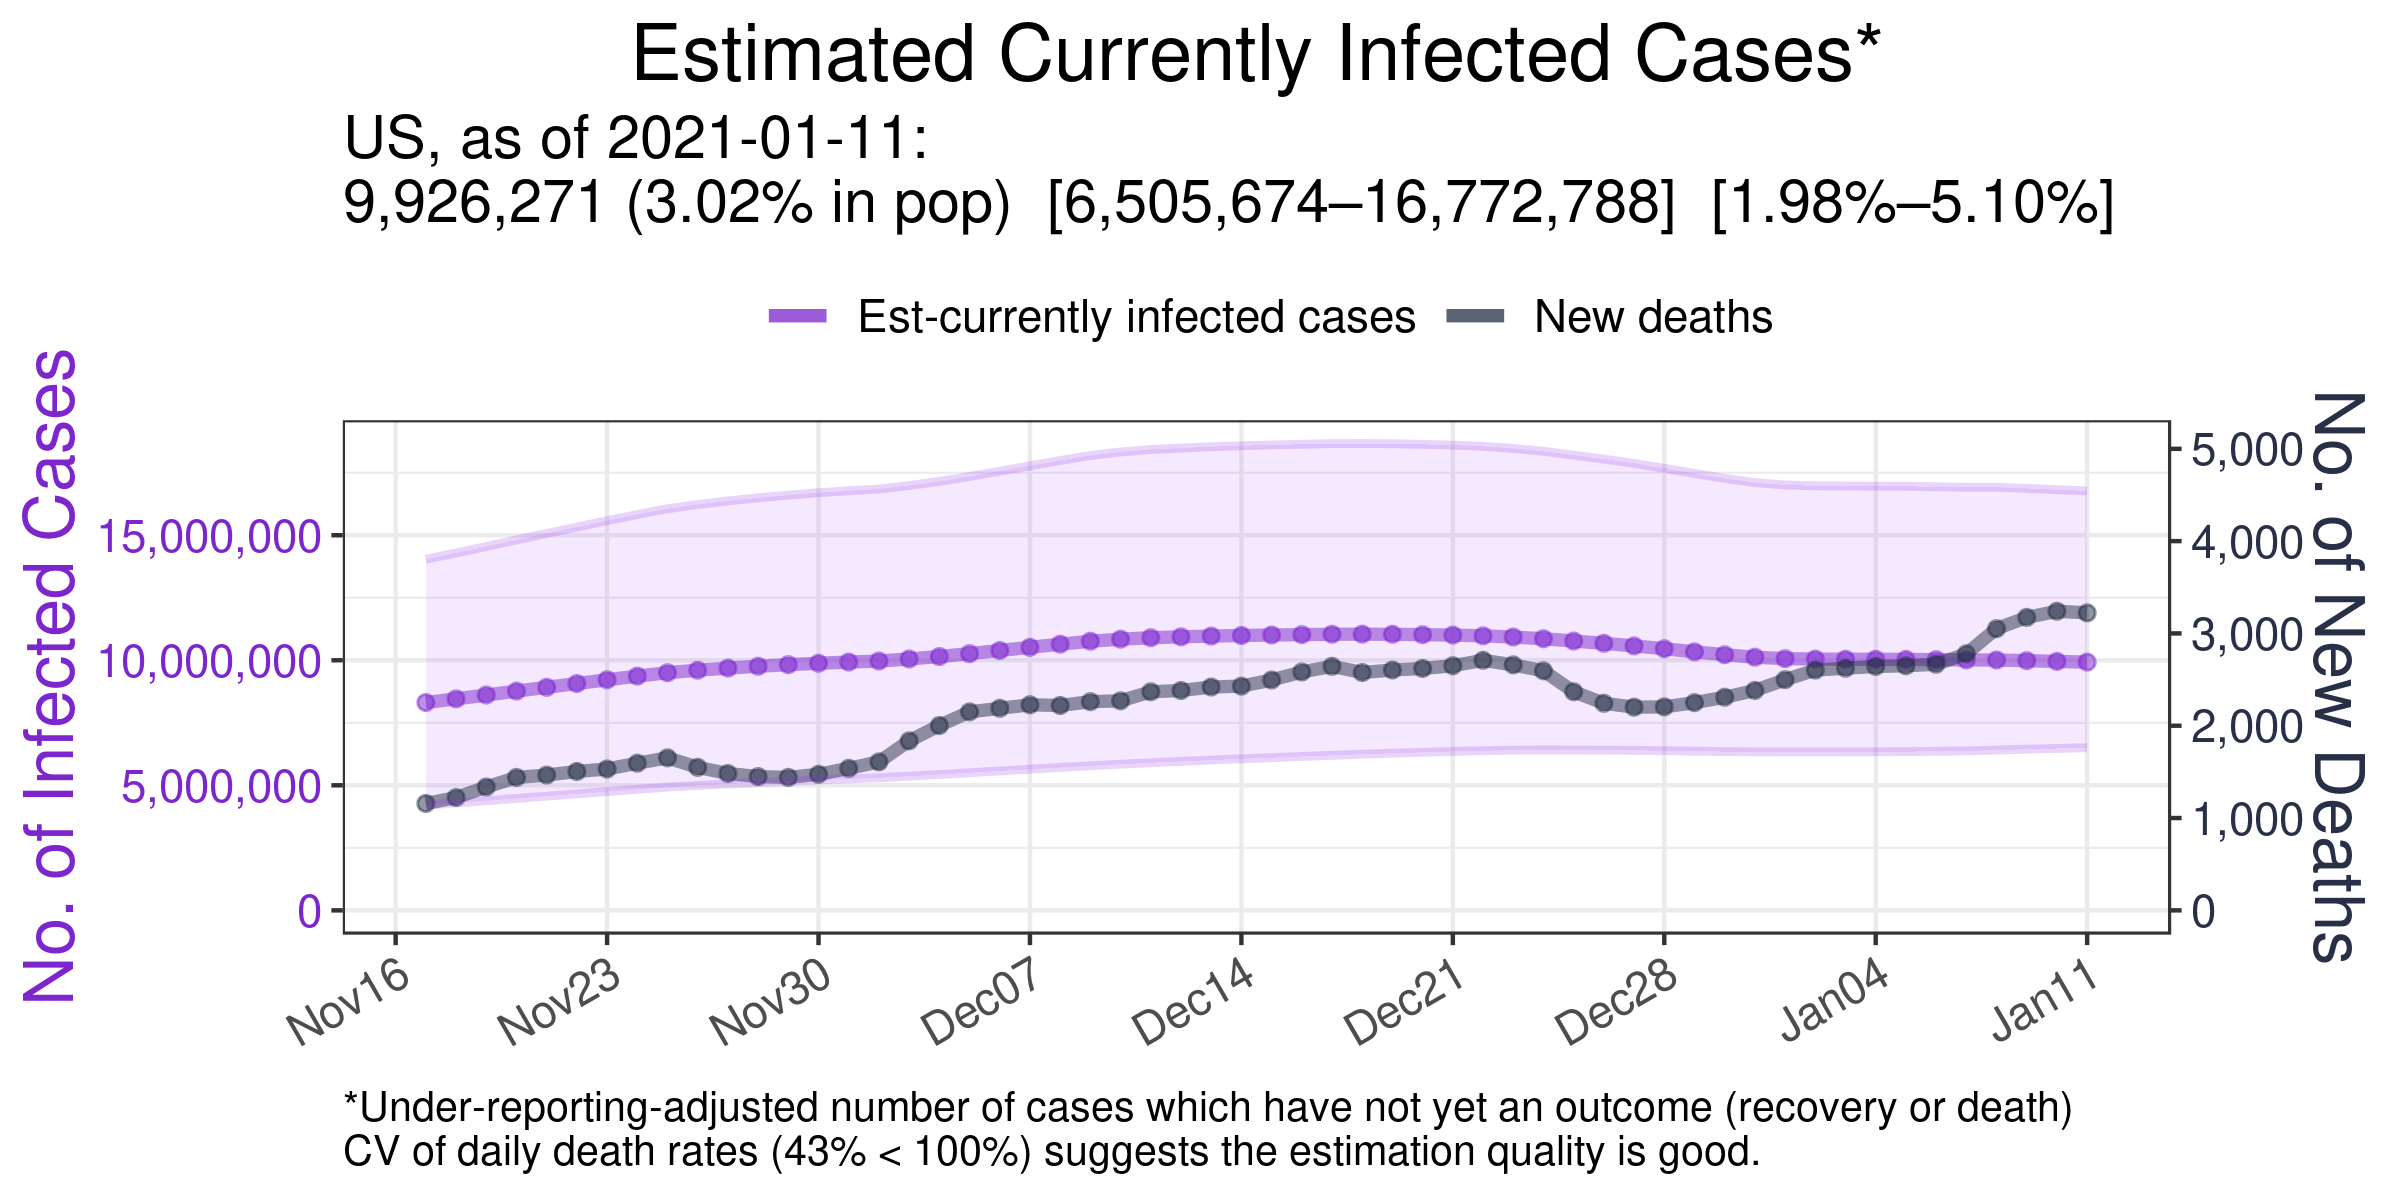 Estimated Currently Infected Cases*
US, as of 2021-01-11:
9,926,271 (3.02% in pop)  [6,505,674–16,772,788]  [1.98%–5.10%]
Est-currently infected cases
New deaths
No. of Infected Cases
15,000,000
10,000,000
5,000,000
0
5,000
4,000
3,000
2,000
1,000
0
No. of New Deaths
Nov16
Nov23
Nov30
Dec07
Dec14
Dec21
Dec28
Jan04
Jan11
*Under-reporting-adjusted number of cases which have not yet an outcome (recovery or death)
CV of daily death rates (43% < 100%) suggests the estimation quality is good.